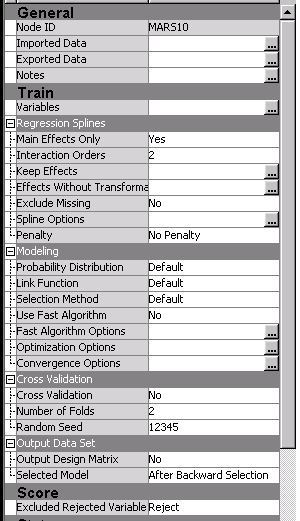 General
Node ID MARS10
Imported Data ...
Exported Data ...
Notes ...
Train
Variables ...
Regression Splines
Main Effects Only Yes
Interaction Orders 2
Keep Effects ...
Effects Without Transforma ...
Exclude Missing No
Spline Options ...
Penalty No Penalty
Modeling
Probability Distribution Default
Link Function Default
Selection Method Default
Use Fast Algorithm No
Fast Algorithm Options ...
Optimization Options ...
Convergence Options ...
Cross Validation
Cross Validation No
Number of Folds 2
Random Seed 12345
Output Data Set
Output Design Matrix No
Selected Model After Backward Selection
Score
Excluded Rejected Variable Reject